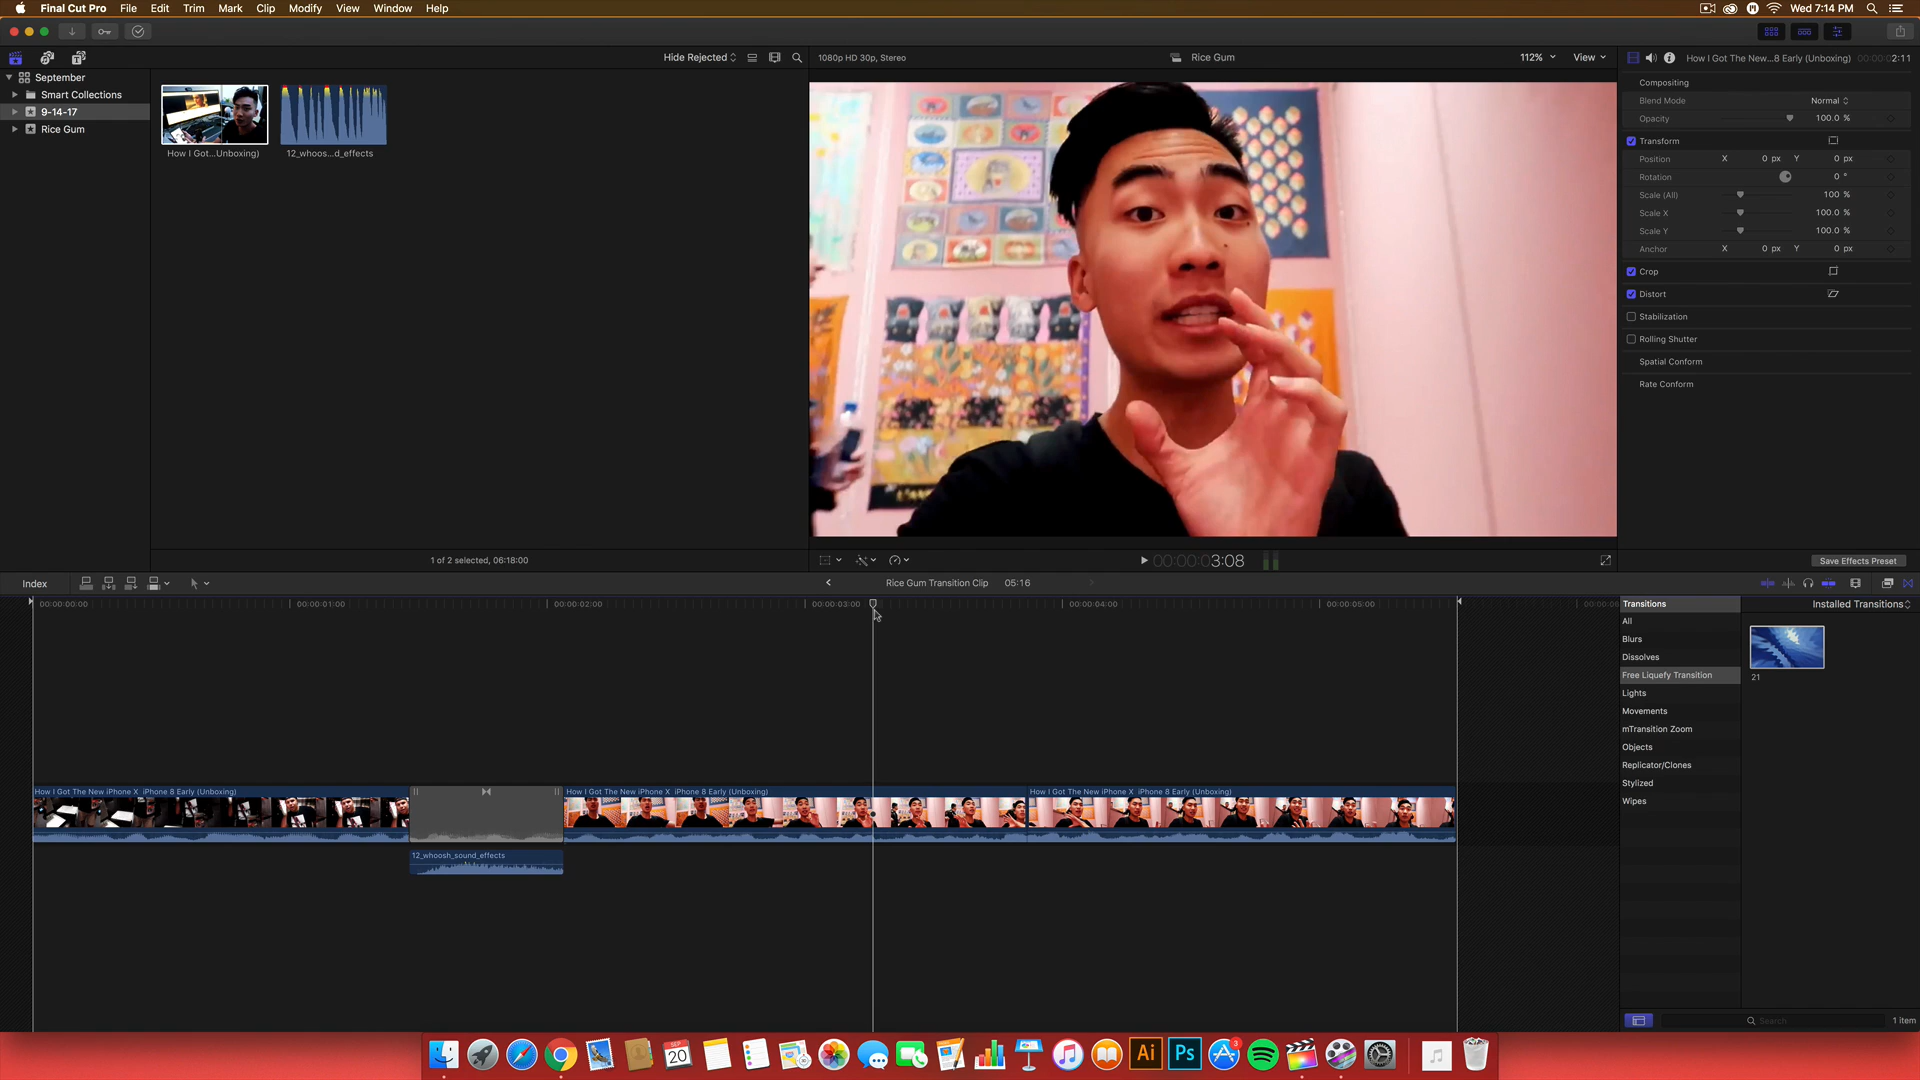 Final Cut Pro File Edit Trim Mark Clip Modify View Window Help
Wed 7:14 PM
Hide Rejected
1080p HD 30p, Stereo
Rice Gum
112%
View
How I Got The New...8 Early (Unboxing)
2:11
September
Smart Collections
9-14-17
Rice Gum
How I Got...Unboxing)
12_whoos...d_effects
Compositing
Blend Mode Normal
Opacity 100.0 %
Transform
Position X 0 px Y 0 px
Rotation 0 °
Scale (All) 100 %
Scale X 100.0 %
Scale Y 100.0 %
Anchor X 0 px Y 0 px
Crop
Distort
Stabilization
Rolling Shutter
Spatial Conform
Rate Conform
1 of 2 selected, 06:18:00
00:00:00:03:08
Save Effects Preset
Index
Rice Gum Transition Clip 05:16
00:00:00:00
00:00:01:00
00:00:02:00
00:00:03:00
00:00:04:00
00:00:05:00
Transitions
Installed Transitions
All
Blurs
Dissolves
Free Liquefy Transition
Lights
Movements
mTransition Zoom
Objects
Replicator/Clones
Stylized
Wipes
21
How I Got The New iPhone X iPhone 8 Early (Unboxing)
How I Got The New iPhone X iPhone 8 Early (Unboxing)
How I Got The New iPhone X iPhone 8 Early (Unboxing)
12_whoosh_sound_effects
Search
1 item
SEP
20
Ai
Ps
3